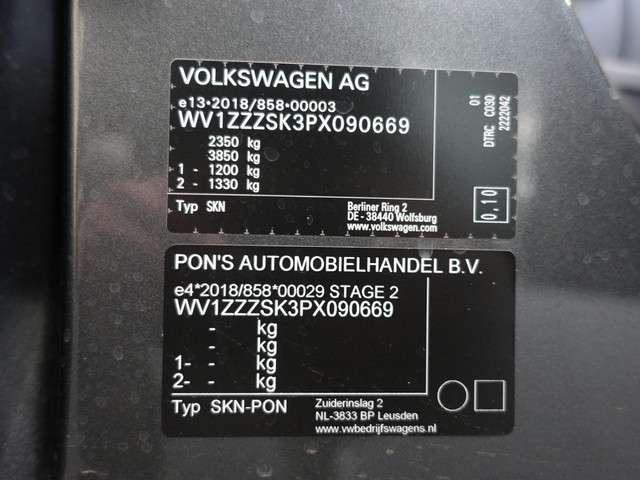 VOLKSWAGEN AG
e13*2018/858*00003
WV1ZZZSK3PX090669
2350 kg
3850 kg
1 - 1200 kg
2 - 1330 kg
Typ SKN
Berliner Ring 2
DE - 38440 Wolfsburg
www.volkswagen.com
01
DTRC C030
2222042
0,10
PON'S AUTOMOBIELHANDEL B.V.
e4*2018/858*00029 STAGE 2
WV1ZZZSK3PX090669
- kg
- kg
1- - kg
2- - kg
Typ SKN-PON
Zuiderinslag 2
NL-3833 BP Leusden
www.vwbedrijfswagens.nl